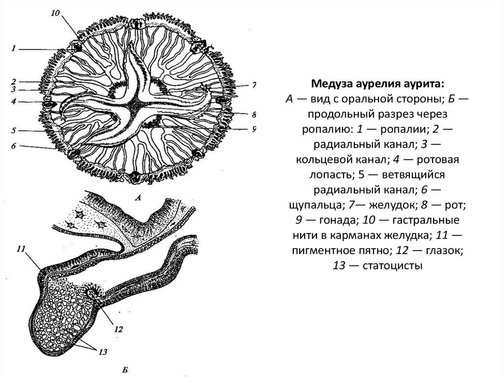 10
1
2
3
4
5
6
7
8
9
А
11
12
13
Б
Медуза аурелия аурита:
А — вид с оральной стороны; Б —
продольный разрез через
ропалию: 1 — ропалии; 2 —
радиальный канал; 3 —
кольцевой канал; 4 — ротовая
лопасть; 5 — ветвящийся
радиальный канал; 6 —
щупальца; 7— желудок; 8 — рот;
9 — гонада; 10 — гастральные
нити в карманах желудка; 11 —
пигментное пятно; 12 — глазок;
13 — статоцисты